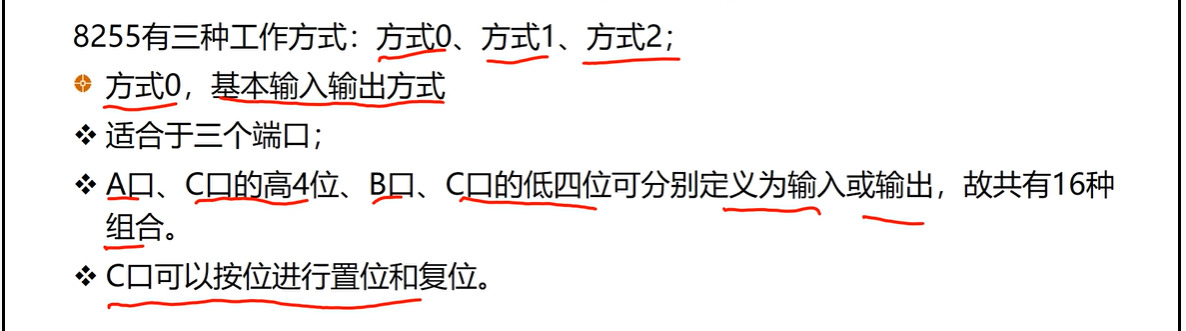 8255有三种工作方式：方式0、方式1、方式2；
方式0，基本输入输出方式
适合于三个端口；
A口、C口的高4位、B口、C口的低四位可分别定义为输入或输出，故共有16种
组合。
C口可以按位进行置位和复位。